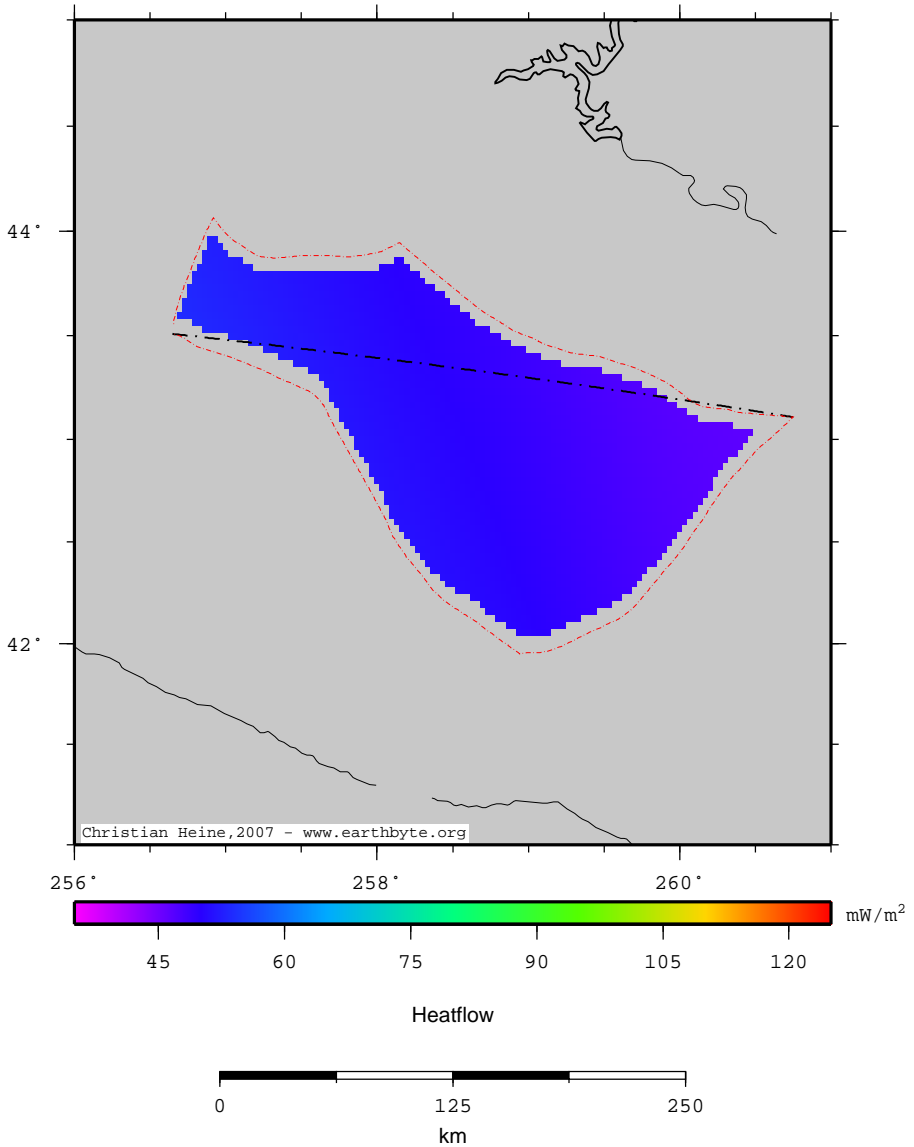 44°
42°
Christian Heine,2007 - www.earthbyte.org
256° 258° 260°
mW/m2
45 60 75 90 105 120
Heatflow
0 125 250
km